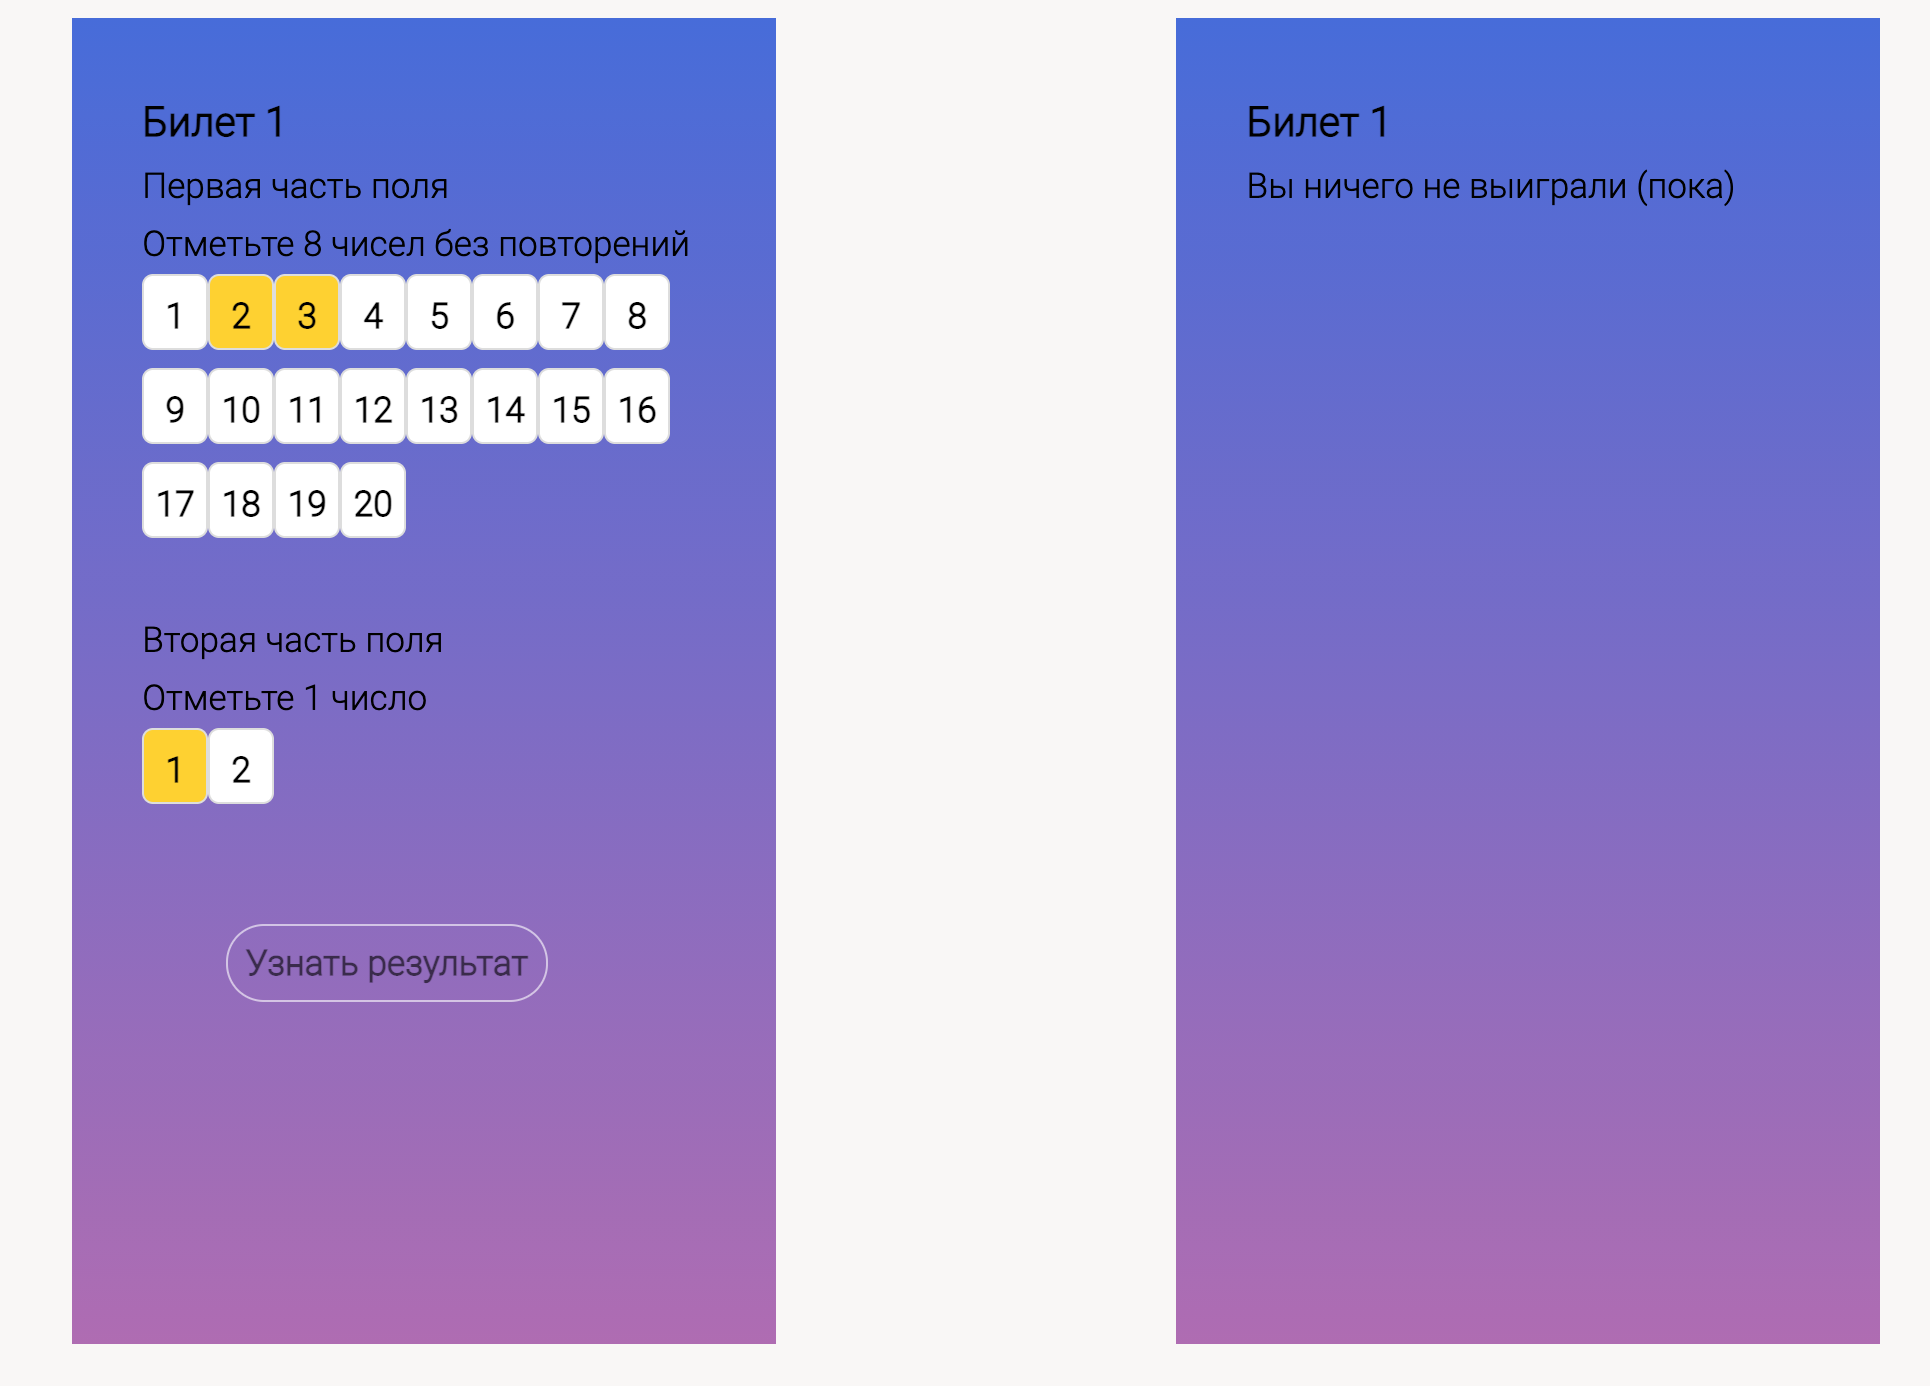 Билет 1
Первая часть поля
Отметьте 8 чисел без повторений
1 2 3 4 5 6 7 8
9 10 11 12 13 14 15 16
17 18 19 20
Вторая часть поля
Отметьте 1 число
1 2
Узнать результат
Билет 1
Вы ничего не выиграли (пока)